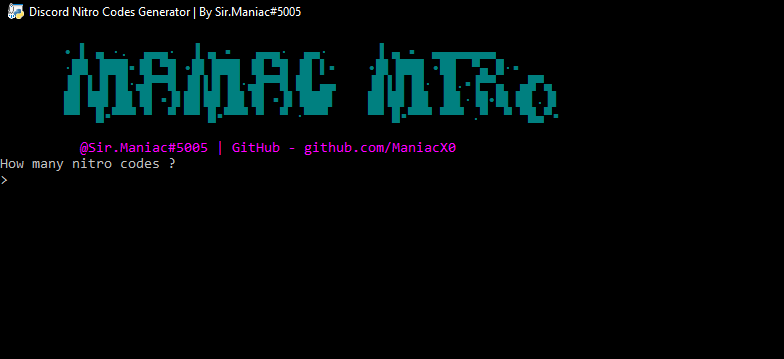 Discord Nitro Codes Generator | By Sir.Maniac#5005
MANIAC NITRO
@Sir.Maniac#5005 | GitHub - github.com/ManiacX0
How many nitro codes ?
>